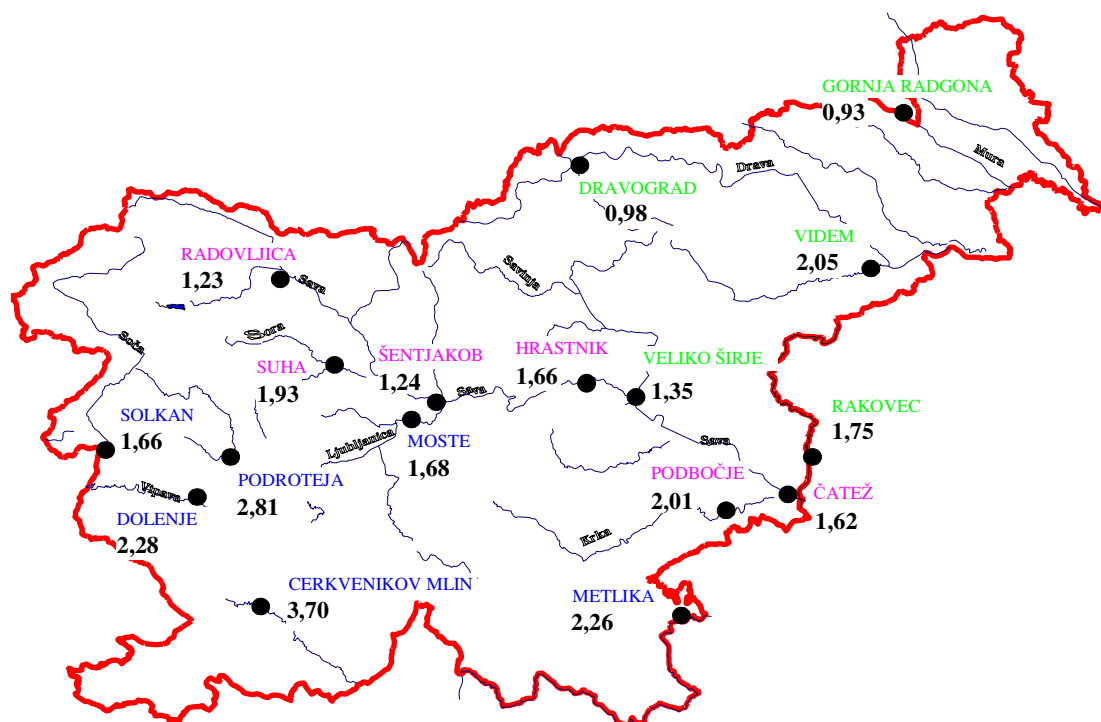 GORNJA RADGONA
0,93
Mura
Drava
DRAVOGRAD
0,98
VIDEM
2,05
RADOVLJICA
1,23
Sava
Savinja
Soča
Sora
SUHA
1,93
ŠENTJAKOB
1,24
Sava
HRASTNIK
1,66
VELIKO ŠIRJE
1,35
SOLKAN
1,66
Ljubljanica
MOSTE
1,68
RAKOVEC
1,75
Sava
Vipava
PODROTEJA
2,81
DOLENJE
2,28
PODBOČJE
2,01
ČATEŽ
1,62
Krka
CERKVENIKOV MLIN
3,70
METLIKA
2,26